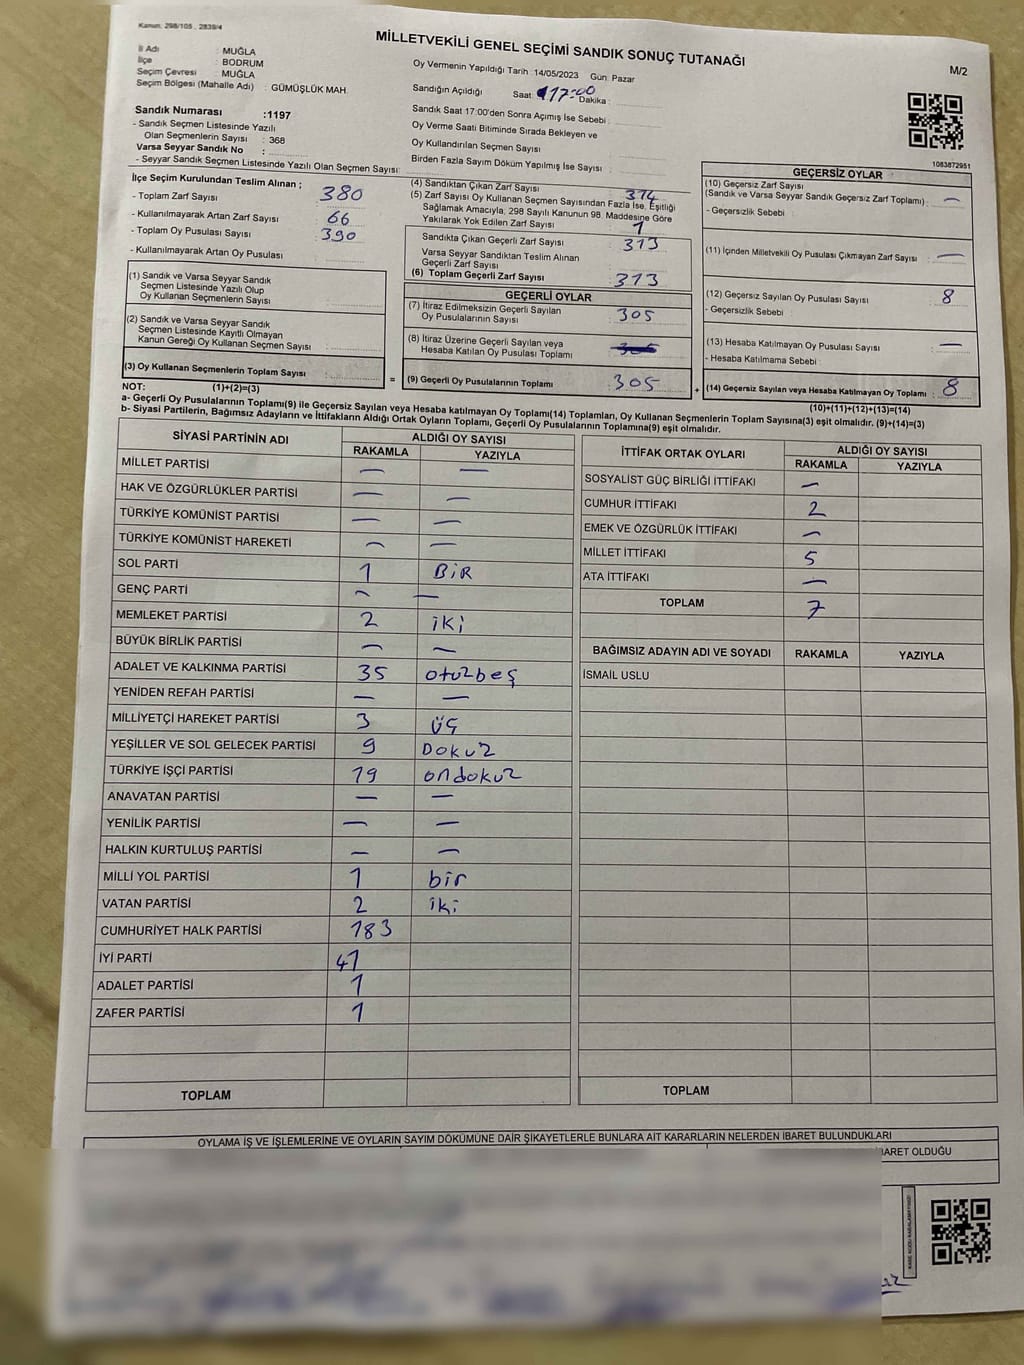 Kanun, 298/105 , 2839/4
MİLLETVEKİLİ GENEL SEÇİMİ SANDIK SONUÇ TUTANAĞI
M/2
İl Adı : MUĞLA
İlçe : BODRUM
Seçim Çevresi : MUĞLA
Seçim Bölgesi (Mahalle Adı) : GÜMÜŞLÜK MAH.
Sandık Numarası :1197
- Sandık Seçmen Listesinde Yazılı
Olan Seçmenlerin Sayısı : 368
Varsa Seyyar Sandık No :
- Seyyar Sandık Seçmen Listesinde Yazılı Olan Seçmen Sayısı:
Oy Vermenin Yapıldığı Tarih :14/05/2023 Gün: Pazar
Sandığın Açıldığı Saat: 17:00 Dakika :
Sandık Saat 17:00'den Sonra Açımış İse Sebebi :
Oy Verme Saati Bitiminde Sırada Bekleyen ve
Oy Kullandırılan Seçmen Sayısı :
Birden Fazla Sayım Döküm Yapılmış İse Sayısı :
1083872951
İlçe Seçim Kurulundan Teslim Alınan ;
- Toplam Zarf Sayısı : 380
- Kullanılmayarak Artan Zarf Sayısı : 66
- Toplam Oy Pusulası Sayısı : 390
- Kullanılmayarak Artan Oy Pusulası :
(1) Sandık ve Varsa Seyyar Sandık
Seçmen Listesinde Yazılı Olup
Oy Kullanan Seçmenlerin Sayısı :
(2) Sandık ve Varsa Seyyar Sandık
Seçmen Listesinde Kayıtlı Olmayan
Kanun Gereği Oy Kullanan Seçmen Sayısı :
(3) Oy Kullanan Seçmenlerin Toplam Sayısı :
(4) Sandıktan Çıkan Zarf Sayısı : 314
(5) Zarf Sayısı Oy Kullanan Seçmen Sayısından Fazla İse, Eşitliği
Sağlamak Amacıyla, 298 Sayılı Kanunun 98. Maddesine Göre
Yakılarak Yok Edilen Zarf Sayısı : 1
Sandıkta Çıkan Geçerli Zarf Sayısı : 313
Varsa Seyyar Sandıktan Teslim Alınan
Geçerli Zarf Sayısı :
(6) Toplam Geçerli Zarf Sayısı : 313
GEÇERLİ OYLAR
(7) İtiraz Edilmeksizin Geçerli Sayılan
Oy Pusulalarının Sayısı : 305
(8) İtiraz Üzerine Geçerli Sayılan veya
Hesaba Katılan Oy Pusulası Toplamı :
= (9) Geçerli Oy Pusulalarının Toplamı : 305 +
GEÇERSİZ OYLAR
(10) Geçersiz Zarf Sayısı
(Sandık ve Varsa Seyyar Sandık Geçersiz Zarf Toplamı) : —
- Geçersizlik Sebebi :
(11) İçinden Milletvekili Oy Pusulası Çıkmayan Zarf Sayısı : —
(12) Geçersiz Sayılan Oy Pusulası Sayısı : 8
- Geçersizlik Sebebi :
(13) Hesaba Katılmayan Oy Pusulası Sayısı : —
- Hesaba Katılmama Sebebi :
(14) Geçersiz Sayılan veya Hesaba Katılmayan Oy Toplamı : 8
NOT: (1)+(2)=(3)
(10)+(11)+(12)+(13)=(14)
a- Geçerli Oy Pusulalarının Toplamı(9) ile Geçersiz Sayılan veya Hesaba katılmayan Oy Toplamı(14) Toplamları, Oy Kullanan Seçmenlerin Toplam Sayısına(3) eşit olmalıdır. (9)+(14)=(3)
b- Siyasi Partilerin, Bağımsız Adayların ve İttifakların Aldığı Ortak Oyların Toplamı, Geçerli Oy Pusulalarının Toplamına(9) eşit olmalıdır.
SİYASİ PARTİNİN ADI ALDIĞI OY SAYISI
RAKAMLA YAZIYLA
MİLLET PARTİSİ — —
HAK VE ÖZGÜRLÜKLER PARTİSİ — —
TÜRKİYE KOMÜNİST PARTİSİ — —
TÜRKİYE KOMÜNİST HAREKETİ — —
SOL PARTİ 1 BİR
GENÇ PARTİ — —
MEMLEKET PARTİSİ 2 iki
BÜYÜK BİRLİK PARTİSİ — —
ADALET VE KALKINMA PARTİSİ 35 otuzbeş
YENİDEN REFAH PARTİSİ — —
MİLLİYETÇİ HAREKET PARTİSİ 3 üç
YEŞİLLER VE SOL GELECEK PARTİSİ 9 DOKUZ
TÜRKİYE İŞÇİ PARTİSİ 19 ondokuz
ANAVATAN PARTİSİ — —
YENİLİK PARTİSİ — —
HALKIN KURTULUŞ PARTİSİ — —
MİLLİ YOL PARTİSİ 1 bir
VATAN PARTİSİ 2 iki
CUMHURİYET HALK PARTİSİ 183
İYİ PARTİ 41
ADALET PARTİSİ 1
ZAFER PARTİSİ 1
TOPLAM
İTTİFAK ORTAK OYLARI ALDIĞI OY SAYISI
RAKAMLA YAZIYLA
SOSYALİST GÜÇ BİRLİĞİ İTTİFAKI —
CUMHUR İTTİFAKI 2
EMEK VE ÖZGÜRLÜK İTTİFAKI —
MİLLET İTTİFAKI 5
ATA İTTİFAKI —
TOPLAM 7
BAĞIMSIZ ADAYIN ADI VE SOYADI RAKAMLA YAZIYLA
İSMAİL USLU
TOPLAM
OYLAMA İŞ VE İŞLEMLERİNE VE OYLARIN SAYIM DÖKÜMÜNE DAİR ŞİKAYETLERLE BUNLARA AİT KARARLARIN NELERDEN İBARET BULUNDUKLARI
İBARET OLDUĞU